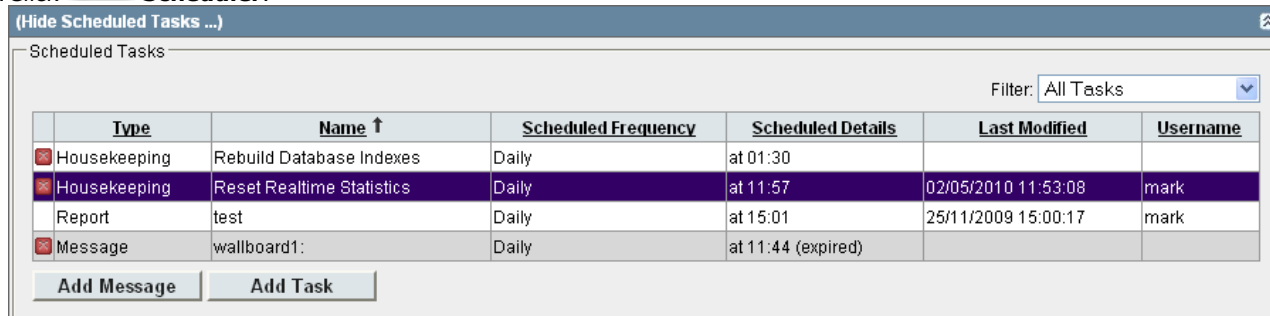 (Hide Scheduled Tasks ...)
Scheduled Tasks
Filter: All Tasks
Type Name ↑ Scheduled Frequency Scheduled Details Last Modified Username
Housekeeping Rebuild Database Indexes Daily at 01:30
Housekeeping Reset Realtime Statistics Daily at 11:57 02/05/2010 11:53:08 mark
Report test Daily at 15:01 25/11/2009 15:00:17 mark
Message wallboard1: Daily at 11:44 (expired)
Add Message Add Task